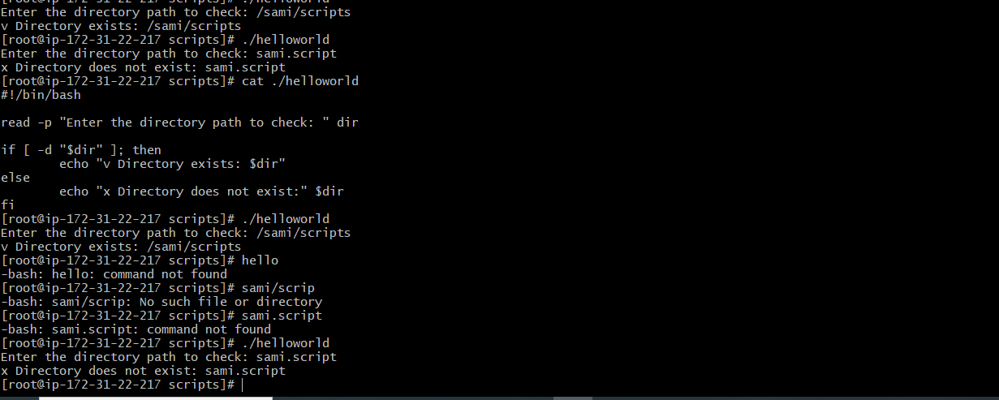 [root@ip-172-31-22-217 scripts]# ./helloworld
Enter the directory path to check: /sami/scripts
v Directory exists: /sami/scripts
[root@ip-172-31-22-217 scripts]# ./helloworld
Enter the directory path to check: sami.script
x Directory does not exist: sami.script
[root@ip-172-31-22-217 scripts]# cat ./helloworld
#!/bin/bash

read -p "Enter the directory path to check: " dir

if [ -d "$dir" ]; then
        echo "v Directory exists: $dir"
else
        echo "x Directory does not exist:" $dir
fi
[root@ip-172-31-22-217 scripts]# ./helloworld
Enter the directory path to check: /sami/scripts
v Directory exists: /sami/scripts
[root@ip-172-31-22-217 scripts]# hello
-bash: hello: command not found
[root@ip-172-31-22-217 scripts]# sami/scrip
-bash: sami/scrip: No such file or directory
[root@ip-172-31-22-217 scripts]# sami.script
-bash: sami.script: command not found
[root@ip-172-31-22-217 scripts]# ./helloworld
Enter the directory path to check: sami.script
x Directory does not exist: sami.script
[root@ip-172-31-22-217 scripts]#